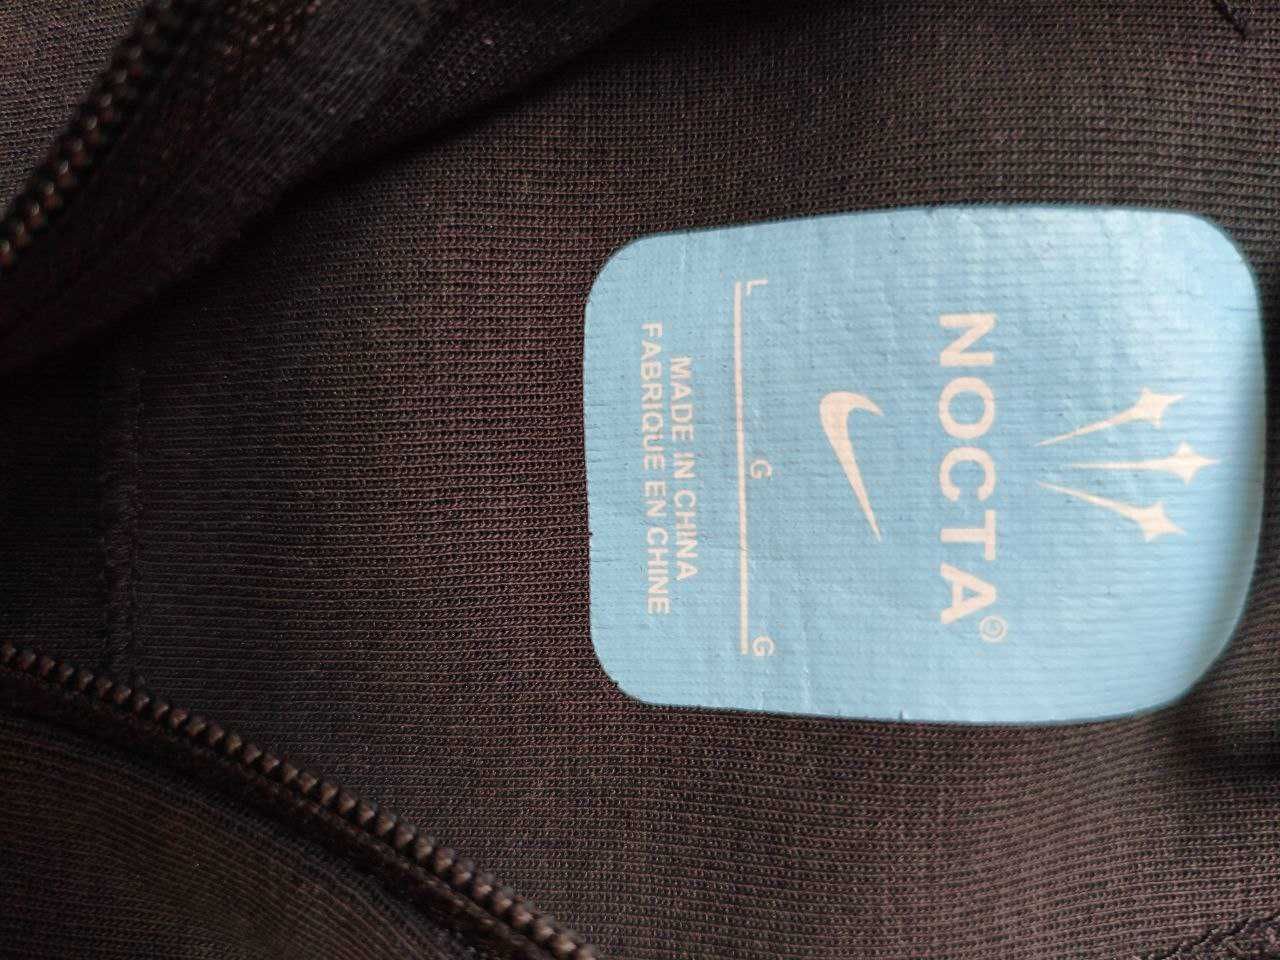 NOCTA®
L G G
MADE IN CHINA
FABRIQUE EN CHINE